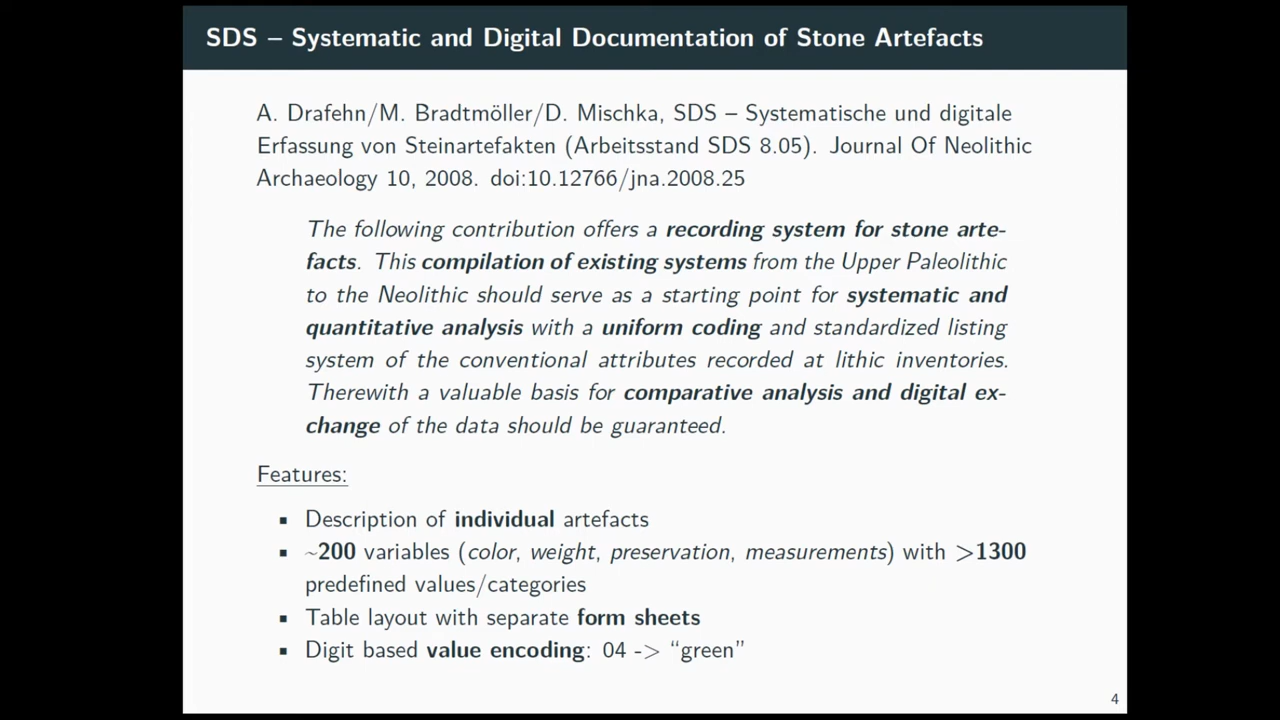 SDS – Systematic and Digital Documentation of Stone Artefacts
A. Drafehn/M. Bradtmöller/D. Mischka, SDS – Systematische und digitale
Erfassung von Steinartefakten (Arbeitsstand SDS 8.05). Journal Of Neolithic
Archaeology 10, 2008. doi:10.12766/jna.2008.25
The following contribution offers a recording system for stone arte-
facts. This compilation of existing systems from the Upper Paleolithic
to the Neolithic should serve as a starting point for systematic and
quantitative analysis with a uniform coding and standardized listing
system of the conventional attributes recorded at lithic inventories.
Therewith a valuable basis for comparative analysis and digital ex-
change of the data should be guaranteed.
Features:
▪ Description of individual artefacts
▪ ~200 variables (color, weight, preservation, measurements) with >1300
predefined values/categories
▪ Table layout with separate form sheets
▪ Digit based value encoding: 04 -> “green”
4